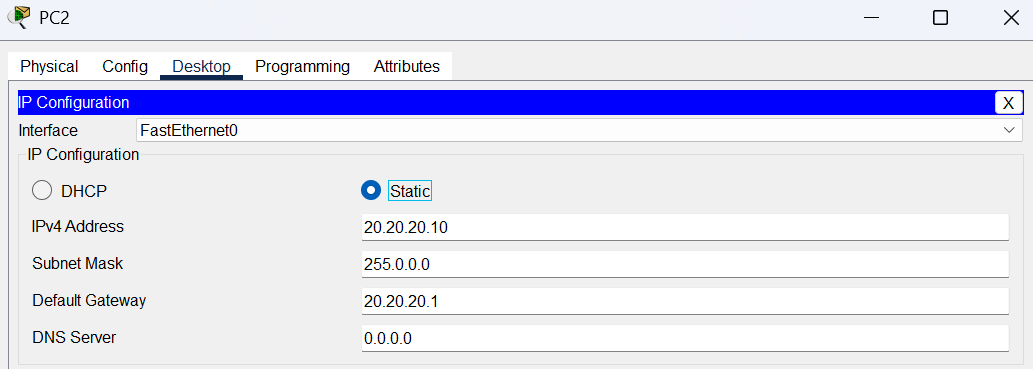 PC2
Physical Config Desktop Programming Attributes
IP Configuration X
Interface FastEthernet0
IP Configuration
DHCP Static
IPv4 Address 20.20.20.10
Subnet Mask 255.0.0.0
Default Gateway 20.20.20.1
DNS Server 0.0.0.0